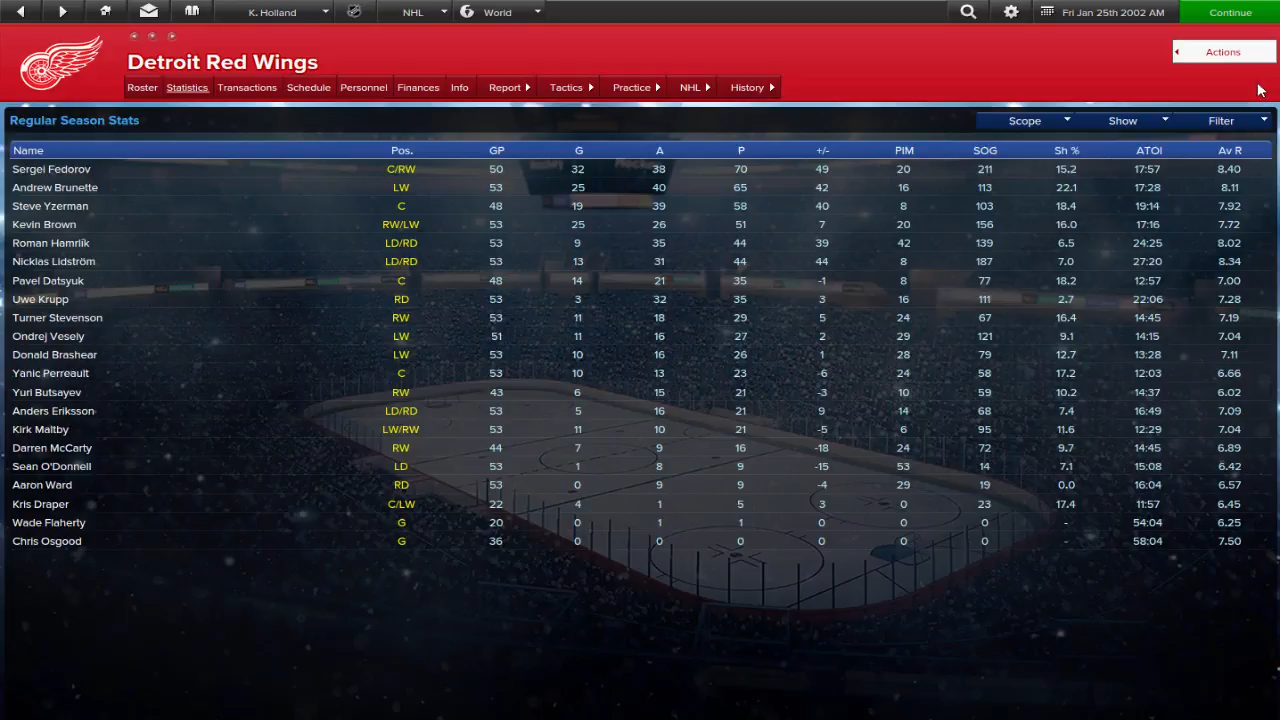 K. Holland NHL World Fri Jan 25th 2002 AM Continue
Detroit Red Wings
Actions
Roster Statistics Transactions Schedule Personnel Finances Info Report Tactics Practice NHL History
Regular Season Stats Scope Show Filter
Name Pos. GP G A P +/- PIM SOG Sh % ATOI Av R
Sergei Fedorov C/RW 50 32 38 70 49 20 211 15.2 17:57 8.40
Andrew Brunette LW 53 25 40 65 42 16 113 22.1 17:28 8.11
Steve Yzerman C 48 19 39 58 40 8 103 18.4 19:14 7.92
Kevin Brown RW/LW 53 25 26 51 7 20 156 16.0 17:16 7.72
Roman Hamrlík LD/RD 53 9 35 44 39 42 139 6.5 24:25 8.02
Nicklas Lidström LD/RD 53 13 31 44 44 8 187 7.0 27:20 8.34
Pavel Datsyuk C 48 14 21 35 -1 8 77 18.2 12:57 7.00
Uwe Krupp RD 53 3 32 35 3 16 111 2.7 22:06 7.28
Turner Stevenson RW 53 11 18 29 5 24 67 16.4 14:45 7.19
Ondrej Vesely LW 51 11 16 27 2 29 121 9.1 14:15 7.04
Donald Brashear LW 53 10 16 26 1 28 79 12.7 13:28 7.11
Yanic Perreault C 53 10 13 23 -6 24 58 17.2 12:03 6.66
Yuri Butsayev RW 43 6 15 21 -3 10 59 10.2 14:37 6.02
Anders Eriksson LD/RD 53 5 16 21 9 14 68 7.4 16:49 7.09
Kirk Maltby LW/RW 53 11 10 21 -5 6 95 11.6 12:29 7.04
Darren McCarty RW 44 7 9 16 -18 24 72 9.7 14:45 6.89
Sean O'Donnell LD 53 1 8 9 -15 53 14 7.1 15:08 6.42
Aaron Ward RD 53 0 9 9 -4 29 19 0.0 16:04 6.57
Kris Draper C/LW 22 4 1 5 3 0 23 17.4 11:57 6.45
Wade Flaherty G 20 0 1 1 0 0 0 - 54:04 6.25
Chris Osgood G 36 0 0 0 0 0 0 - 58:04 7.50